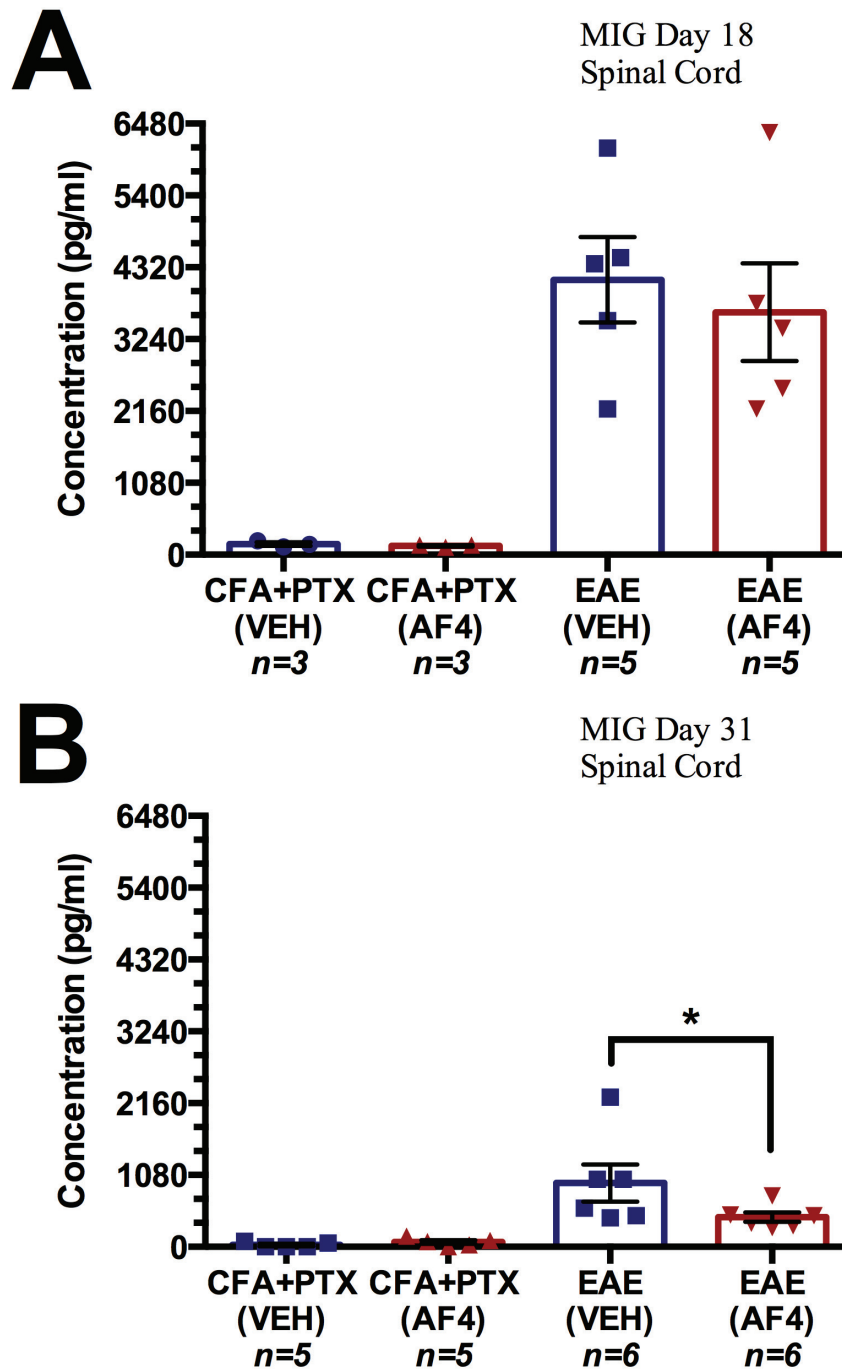 A
MIG Day 18
Spinal Cord
Concentration (pg/ml)
6480
5400
4320
3240
2160
1080
0
CFA+PTX CFA+PTX EAE EAE
(VEH) (AF4) (VEH) (AF4)
n=3 n=3 n=5 n=5
B
MIG Day 31
Spinal Cord
Concentration (pg/ml)
6480
5400
4320
3240
2160
1080
0
*
CFA+PTX CFA+PTX EAE EAE
(VEH) (AF4) (VEH) (AF4)
n=5 n=5 n=6 n=6